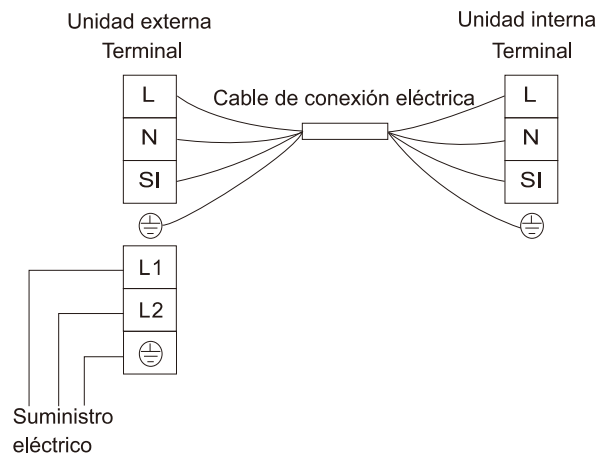 Unidad externa
Terminal
Unidad interna
Terminal
L
N
SI
Cable de conexión eléctrica
L
N
SI
L1
L2
Suministro
eléctrico